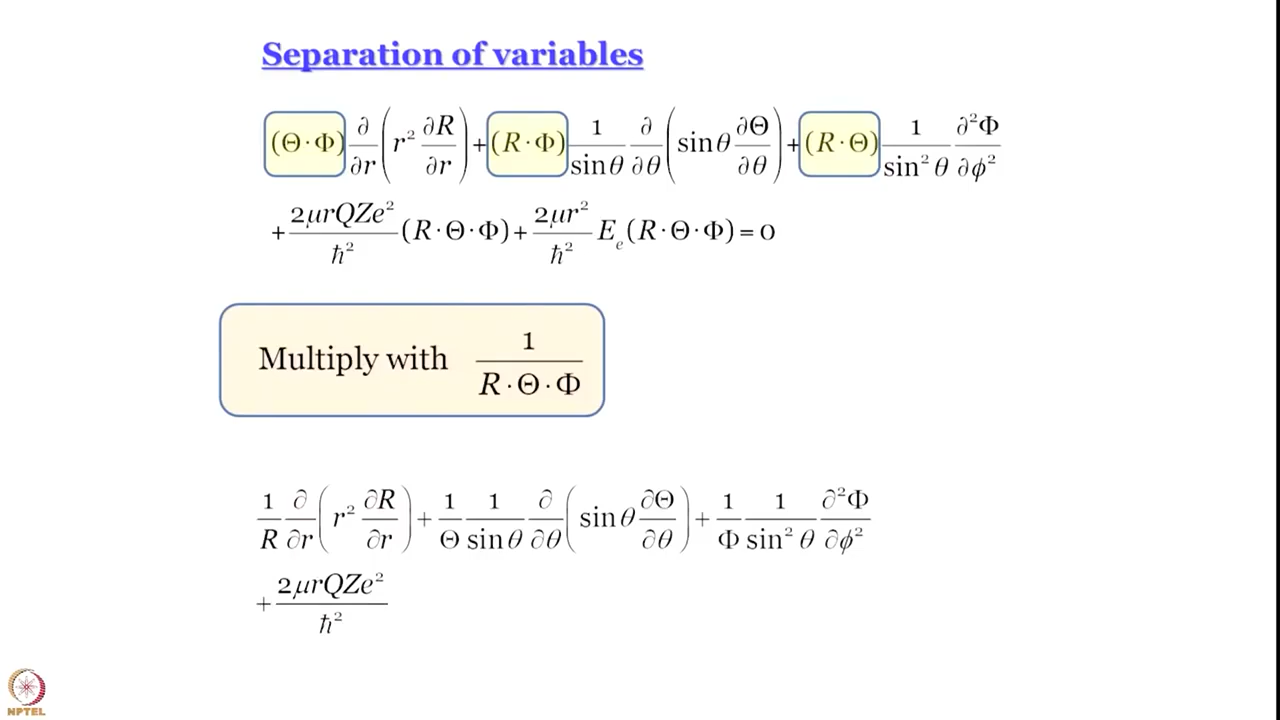 Separation of variables
(Θ·Φ) ∂/∂r (r² ∂R/∂r) + (R·Φ) 1/sinθ ∂/∂θ (sinθ ∂Θ/∂θ) + (R·Θ) 1/sin²θ ∂²Φ/∂ϕ²
+ 2μrQZe²/ħ² (R·Θ·Φ) + 2μr²/ħ² Eₑ(R·Θ·Φ) = 0
Multiply with 1/(R·Θ·Φ)
1/R ∂/∂r (r² ∂R/∂r) + 1/Θ 1/sinθ ∂/∂θ (sinθ ∂Θ/∂θ) + 1/Φ 1/sin²θ ∂²Φ/∂ϕ²
+ 2μrQZe²/ħ²
NPTEL